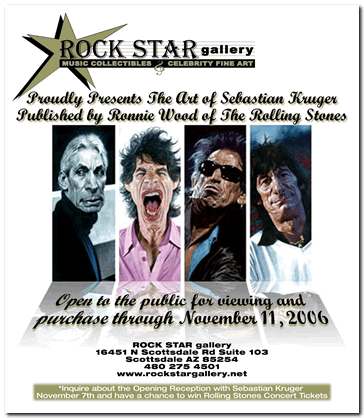 ROCK STAR gallery
MUSIC COLLECTIBLES & CELEBRITY FINE ART
Proudly Presents The Art of Sebastian Kruger
Published by Ronnie Wood of The Rolling Stones
Open to the public for viewing and
purchase through November 11, 2006
ROCK STAR gallery
16451 N Scottsdale Rd Suite 103
Scottsdale AZ 85254
480 275 4501
www.rockstargallery.net
*Inquire about the Opening Reception with Sebastian Kruger
November 7th and have a chance to win Rolling Stones Concert Tickets